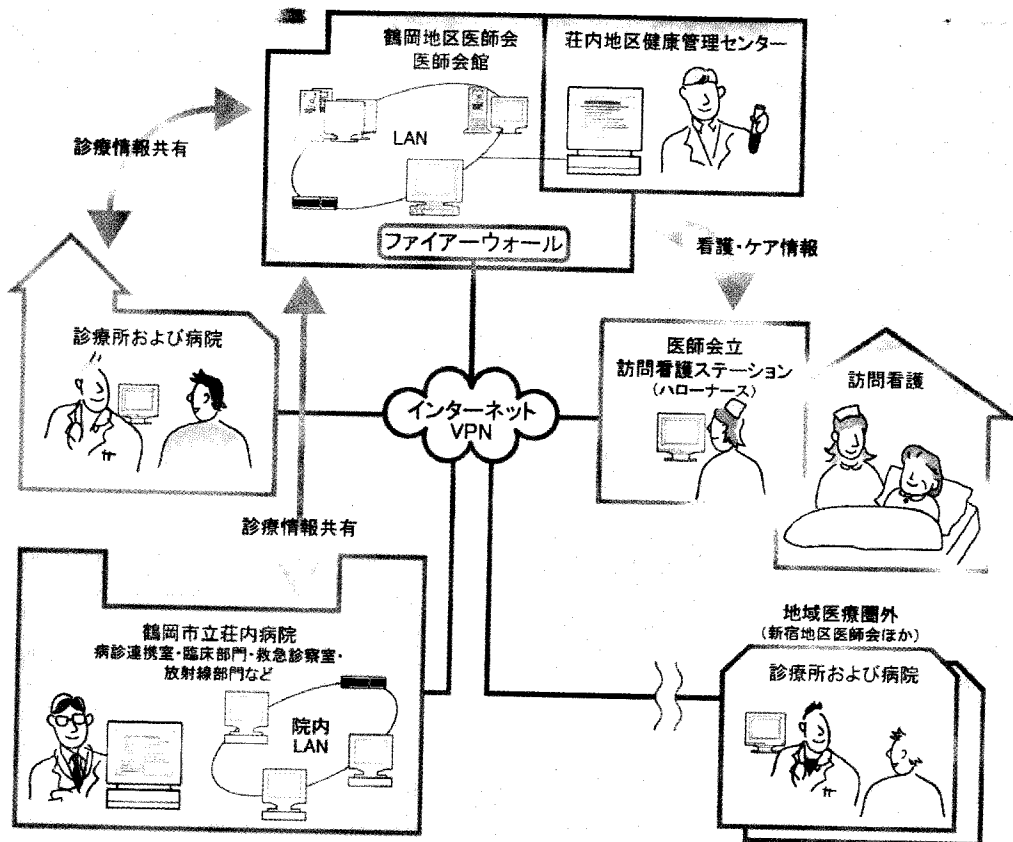 鶴岡地区医師会
医師会館
荘内地区健康管理センター
LAN
診療情報共有
ファイアーウォール
看護・ケア情報
診療所および病院
医師会立
訪問看護ステーション
(ハローナース)
訪問看護
インターネット
VPN
診療情報共有
鶴岡市立荘内病院
病診連携室・臨床部門・救急診察室・
放射線部門など
院内
LAN
地域医療圏外
(新宿地区医師会ほか)
診療所および病院